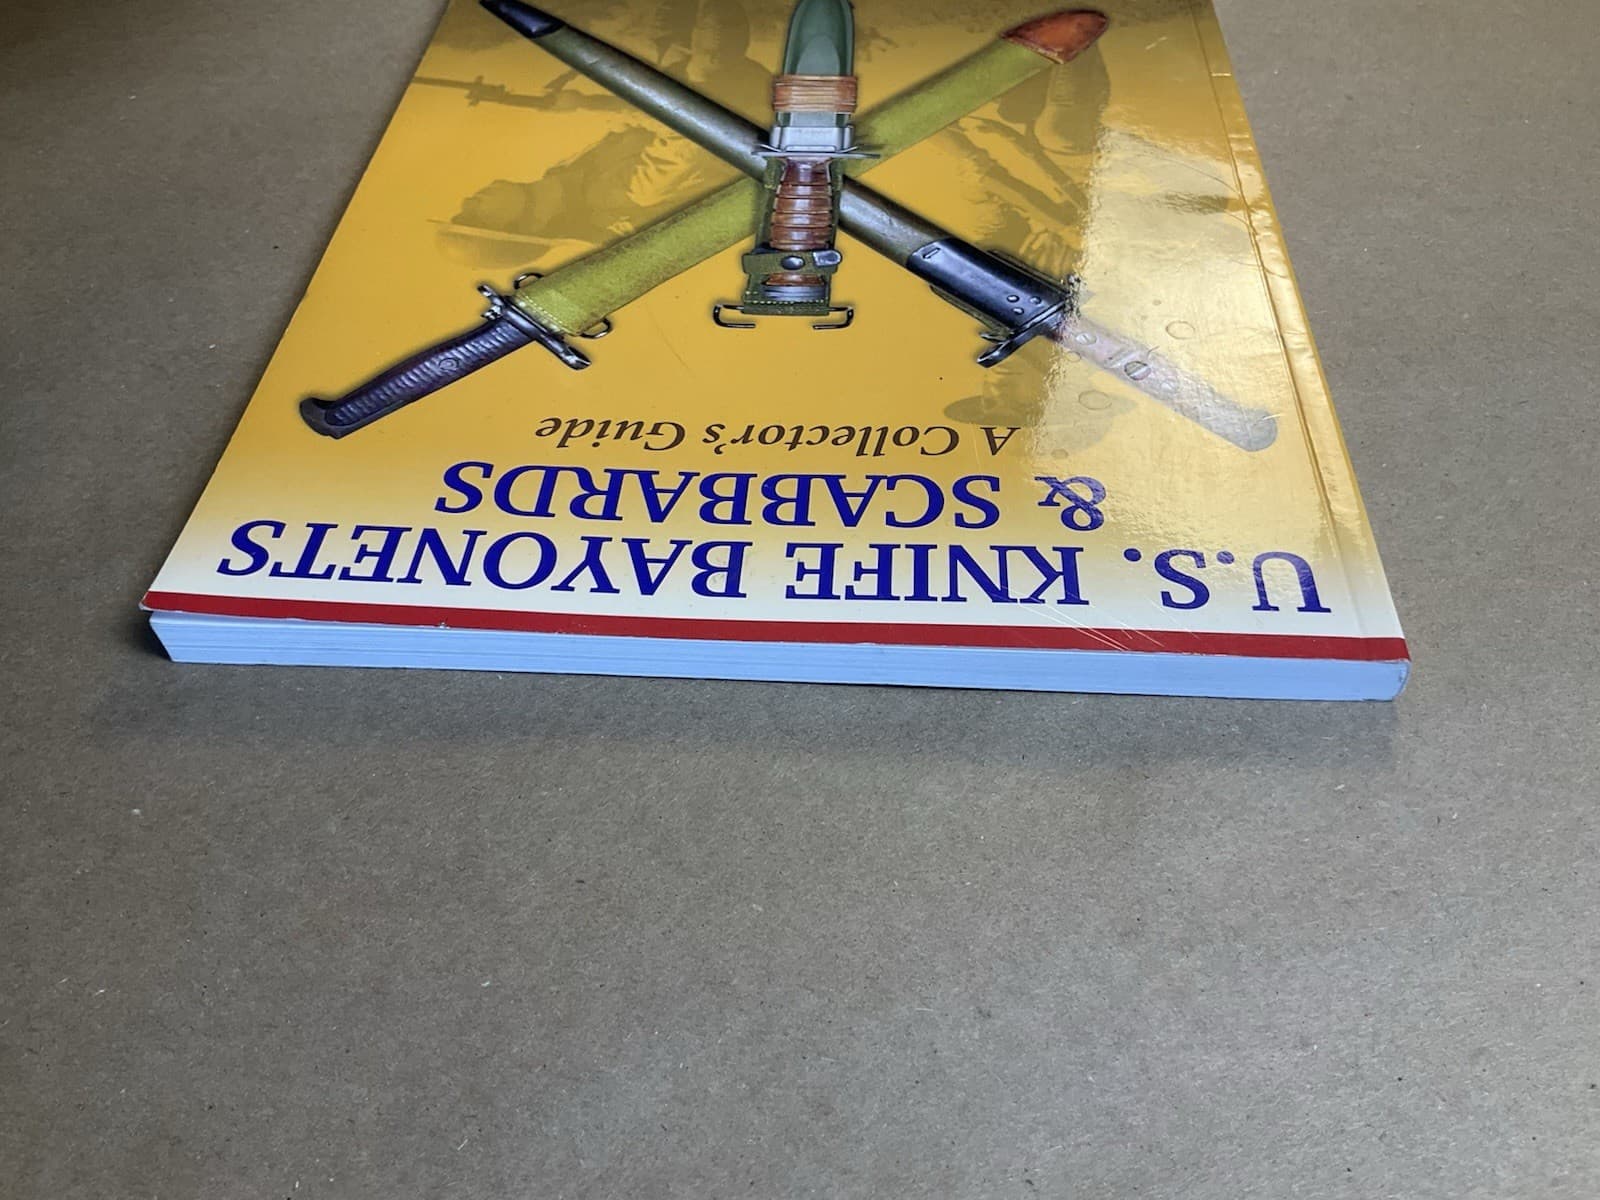 U.S. KNIFE BAYONETS
& SCABBARDS
A Collector's Guide